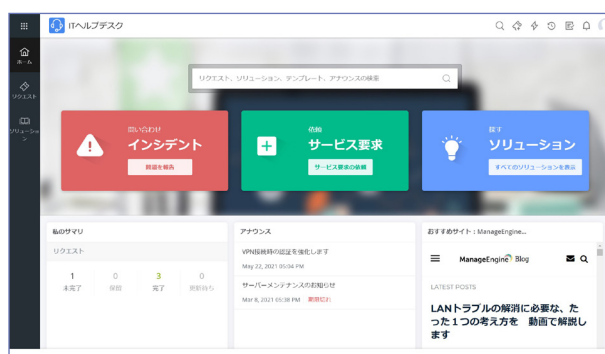 ITヘルプデスク
ホーム
リクエスト
ソリューショ
ン
リクエスト、ソリューション、テンプレート、アナウンスの検索
問い合わせ
インシデント
問題を報告
依頼
サービス要求
サービス要求の依頼
探す
ソリューション
すべてのソリューションを表示
私のサマリ
リクエスト
1
未完了
0
保留
3
完了
0
更新待ち
アナウンス
VPN接続時の認証を強化します
May 22, 2021 05:04 PM
サーバーメンテナンスのお知らせ
Mar 8, 2021 05:38 PM 期限切れ
おすすめサイト : ManageEngine...
ManageEngine Blog
LATEST POSTS
LANトラブルの解消に必要な、た
った１つの考え方を　動画で解説し
ます